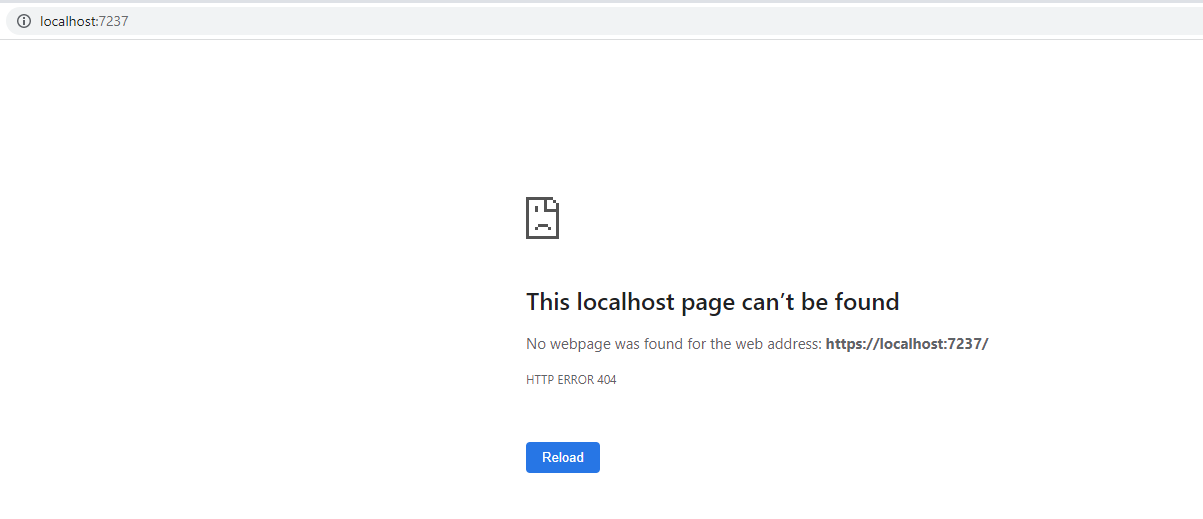 localhost:7237
This localhost page can’t be found
No webpage was found for the web address: https://localhost:7237/
HTTP ERROR 404
Reload